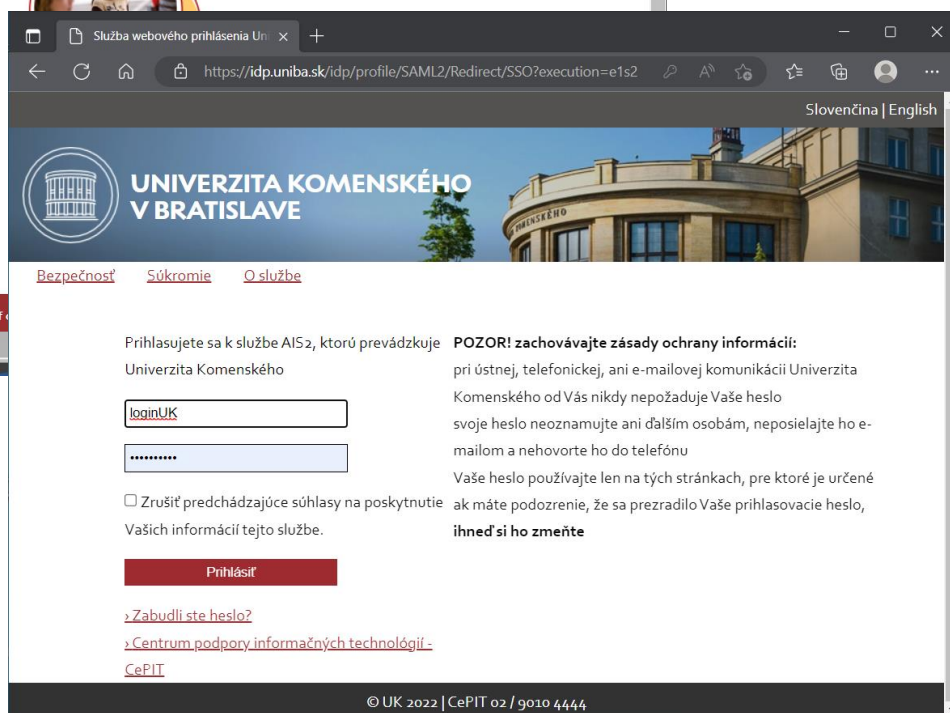 Služba webového prihlásenia Un
https://idp.uniba.sk/idp/profile/SAML2/Redirect/SSO?execution=e1s2
Slovenčina | English
UNIVERZITA KOMENSKÉHO
V BRATISLAVE
Bezpečnosť Súkromie O službe
Prihlasujete sa k službe AIS2, ktorú prevádzkuje
Univerzita Komenského
loginUK
••••••••••
Zrušiť predchádzajúce súhlasy na poskytnutie
Vašich informácií tejto službe.
Prihlásiť
› Zabudli ste heslo?
› Centrum podpory informačných technológií -
CePIT
POZOR! zachovávajte zásady ochrany informácií:
pri ústnej, telefonickej, ani e-mailovej komunikácii Univerzita
Komenského od Vás nikdy nepožaduje Vaše heslo
svoje heslo neoznamujte ani ďalším osobám, neposielajte ho e-
mailom a nehovorte ho do telefónu
Vaše heslo používajte len na tých stránkach, pre ktoré je určené
ak máte podozrenie, že sa prezradilo Vaše prihlasovacie heslo,
ihneď si ho zmeňte
© UK 2022 | CePIT 02 / 9010 4444